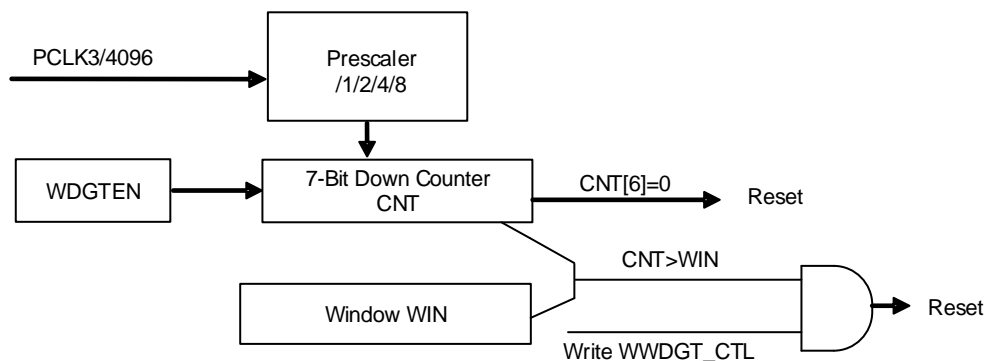 PCLK3/4096
Prescaler
/1/2/4/8
WDGTEN
7-Bit Down Counter
CNT
CNT[6]=0
Reset
CNT>WIN
Window WIN
Reset
Write WWDGT_CTL